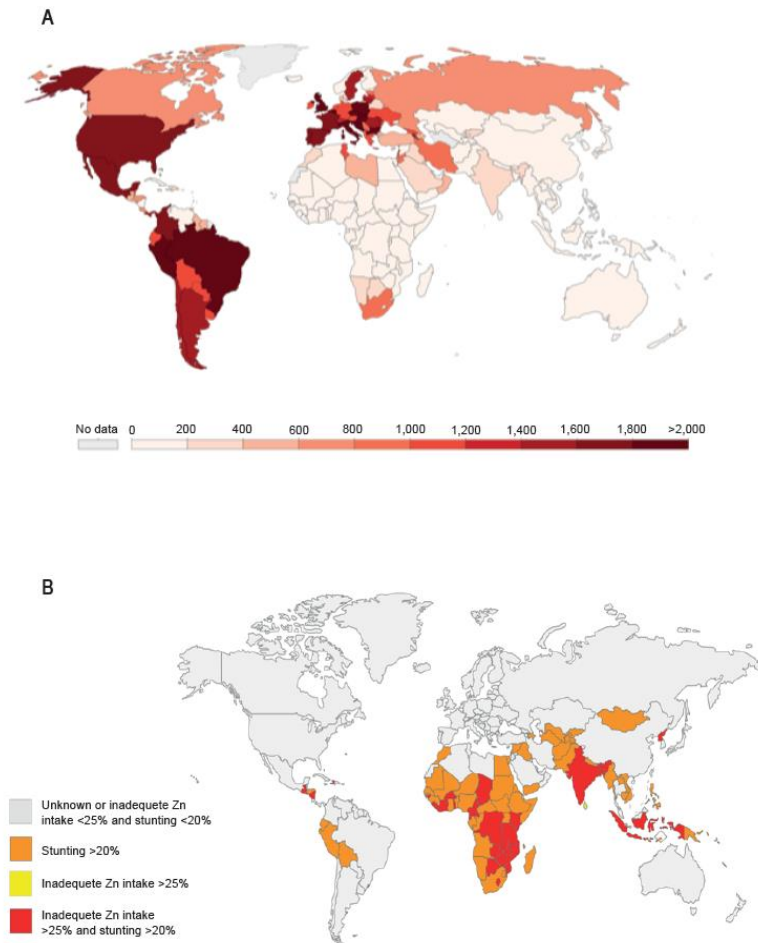 A
No data 0 200 400 600 800 1,000 1,200 1,400 1,600 1,800 >2,000
B
Unknown or inadequete Zn
intake <25% and stunting <20%
Stunting >20%
Inadequete Zn intake >25%
Inadequete Zn intake
>25% and stunting >20%